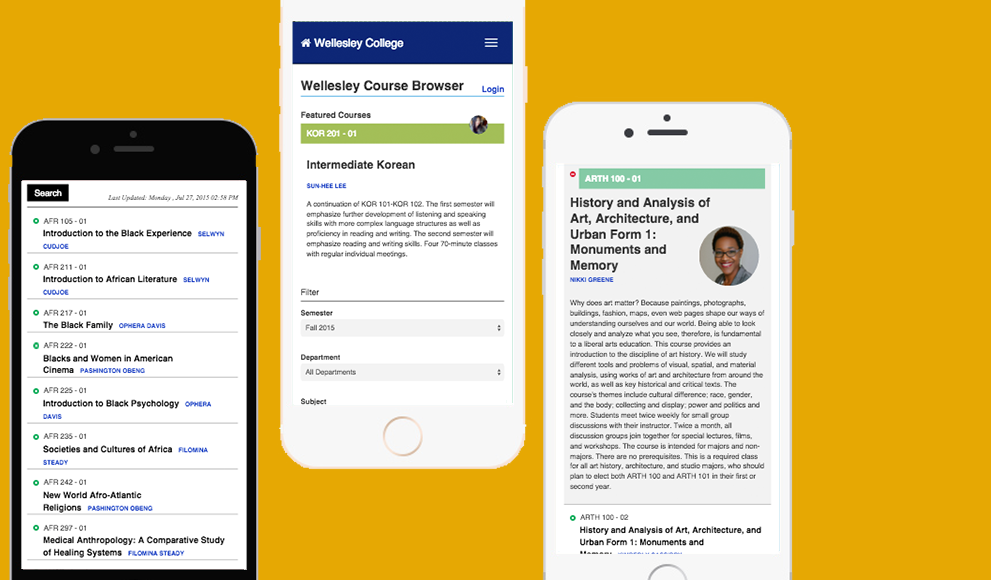 Search
Last Updated: Monday , Jul 27, 2015 02:58 PM
AFR 105 - 01
Introduction to the Black Experience SELWYN
CUDJOE
AFR 211 - 01
Introduction to African Literature SELWYN
CUDJOE
AFR 217 - 01
The Black Family OPHERA DAVIS
AFR 222 - 01
Blacks and Women in American
Cinema PASHINGTON OBENG
AFR 225 - 01
Introduction to Black Psychology OPHERA
DAVIS
AFR 235 - 01
Societies and Cultures of Africa FILOMINA
STEADY
AFR 242 - 01
New World Afro-Atlantic
Religions PASHINGTON OBENG
AFR 297 - 01
Medical Anthropology: A Comparative Study
of Healing Systems FILOMINA STEADY
Wellesley College
Wellesley Course Browser
Login
Featured Courses
KOR 201 - 01
Intermediate Korean
SUN-HEE LEE
A continuation of KOR 101-KOR 102. The first semester will
emphasize further development of listening and speaking
skills with more complex language structures as well as
proficiency in reading and writing. The second semester will
emphasize reading and writing skills. Four 70-minute classes
with regular individual meetings.
Filter
Semester
Fall 2015
Department
All Departments
Subject
ARTH 100 - 01
History and Analysis of
Art, Architecture, and
Urban Form 1:
Monuments and
Memory
NIKKI GREENE
Why does art matter? Because paintings, photographs,
buildings, fashion, maps, even web pages shape our ways of
understanding ourselves and our world. Being able to look
closely and analyze what you see, therefore, is fundamental
to a liberal arts education. This course provides an
introduction to the discipline of art history. We will study
different tools and problems of visual, spatial, and material
analysis, using works of art and architecture from around the
world, as well as key historical and critical texts. The
course's themes include cultural difference; race, gender,
and the body; collecting and display; power and politics and
more. Students meet twice weekly for small group
discussions with their instructor. Twice a month, all
discussion groups join together for special lectures, films,
and workshops. The course is intended for majors and non-
majors. There are no prerequisites. This is a required class
for all art history, architecture, and studio majors, who should
plan to elect both ARTH 100 and ARTH 101 in their first or
second year.
ARTH 100 - 02
History and Analysis of Art, Architecture, and
Urban Form 1: Monuments and
Memory